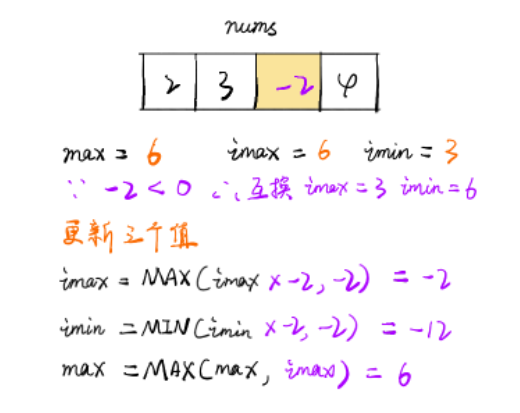 nums
2 3 -2 4
max = 6 imax = 6 imin = 3
∵ -2 < 0 ∴ 互换 imax = 3 imin = 6
更新三个值
imax = MAX(imax x -2, -2) = -2
imin = MIN(imin x -2, -2) = -12
max = MAX(max, imax) = 6